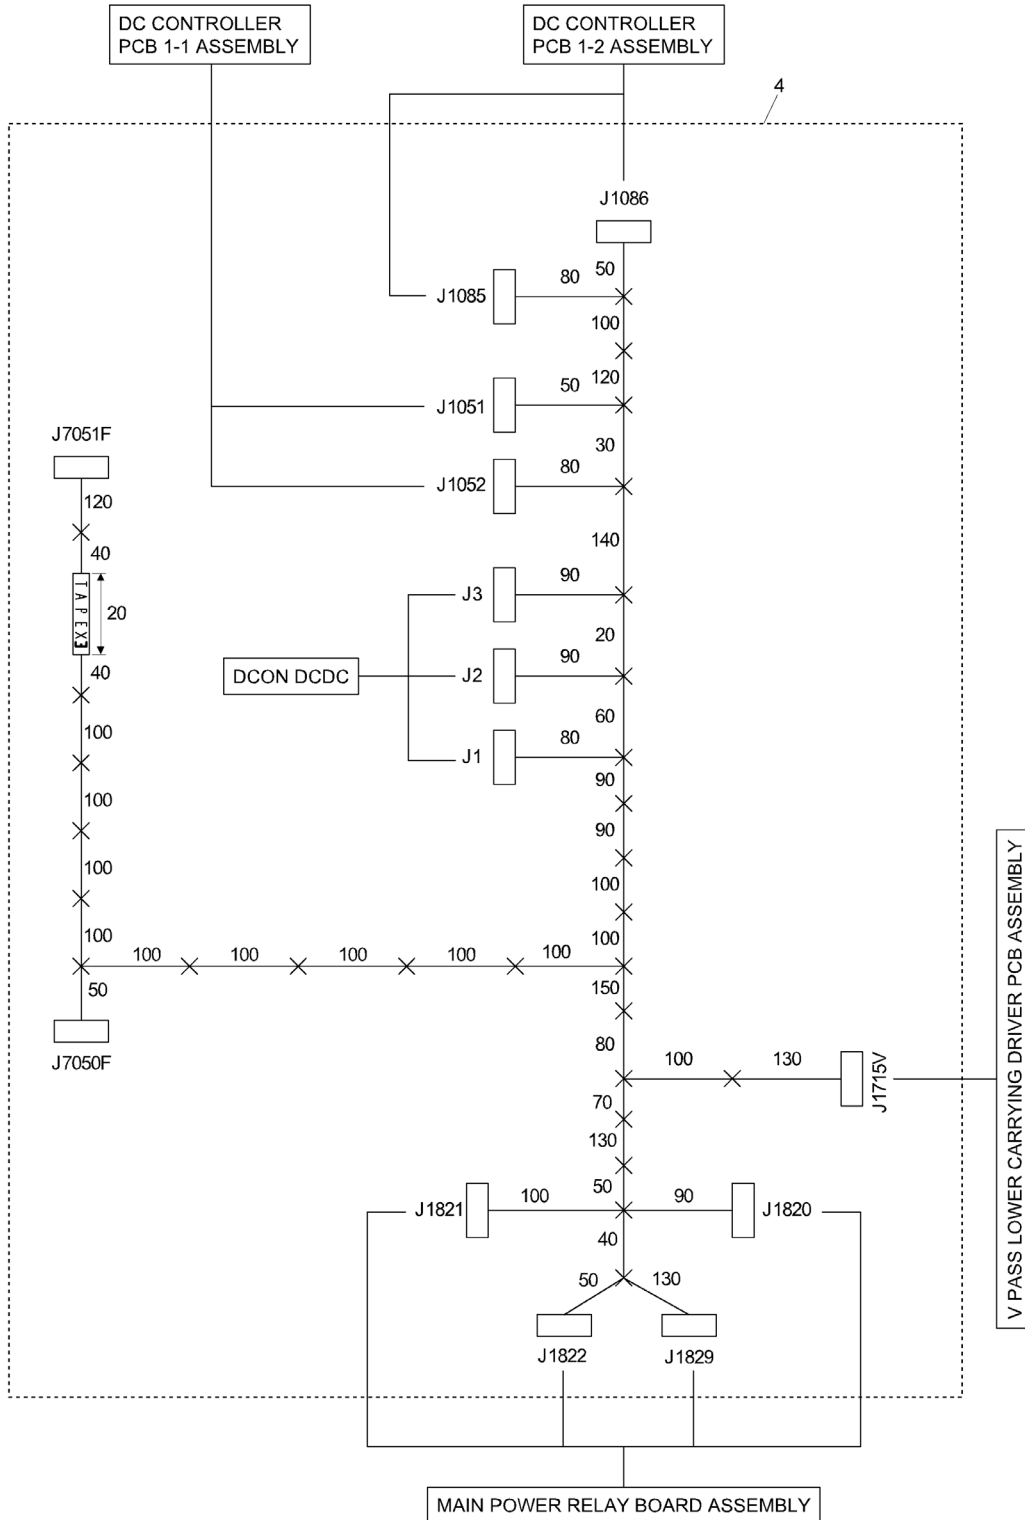 DC CONTROLLER
PCB 1-1 ASSEMBLY
DC CONTROLLER
PCB 1-2 ASSEMBLY
4
J1086
50
80
J1085
100
120
50
J1051
J7051F
30
80
J1052
120
140
40
90
J3
TAPEX3
20
20
90
40
J2
DCON DCDC
60
100
80
J1
90
100
90
100
100
100
100
100
100
100
100
100
50
150
J7050F
80
100
130
J1715V
V PASS LOWER CARRYING DRIVER PCB ASSEMBLY
70
130
50
100
90
J1821
J1820
40
50
130
J1822
J1829
MAIN POWER RELAY BOARD ASSEMBLY